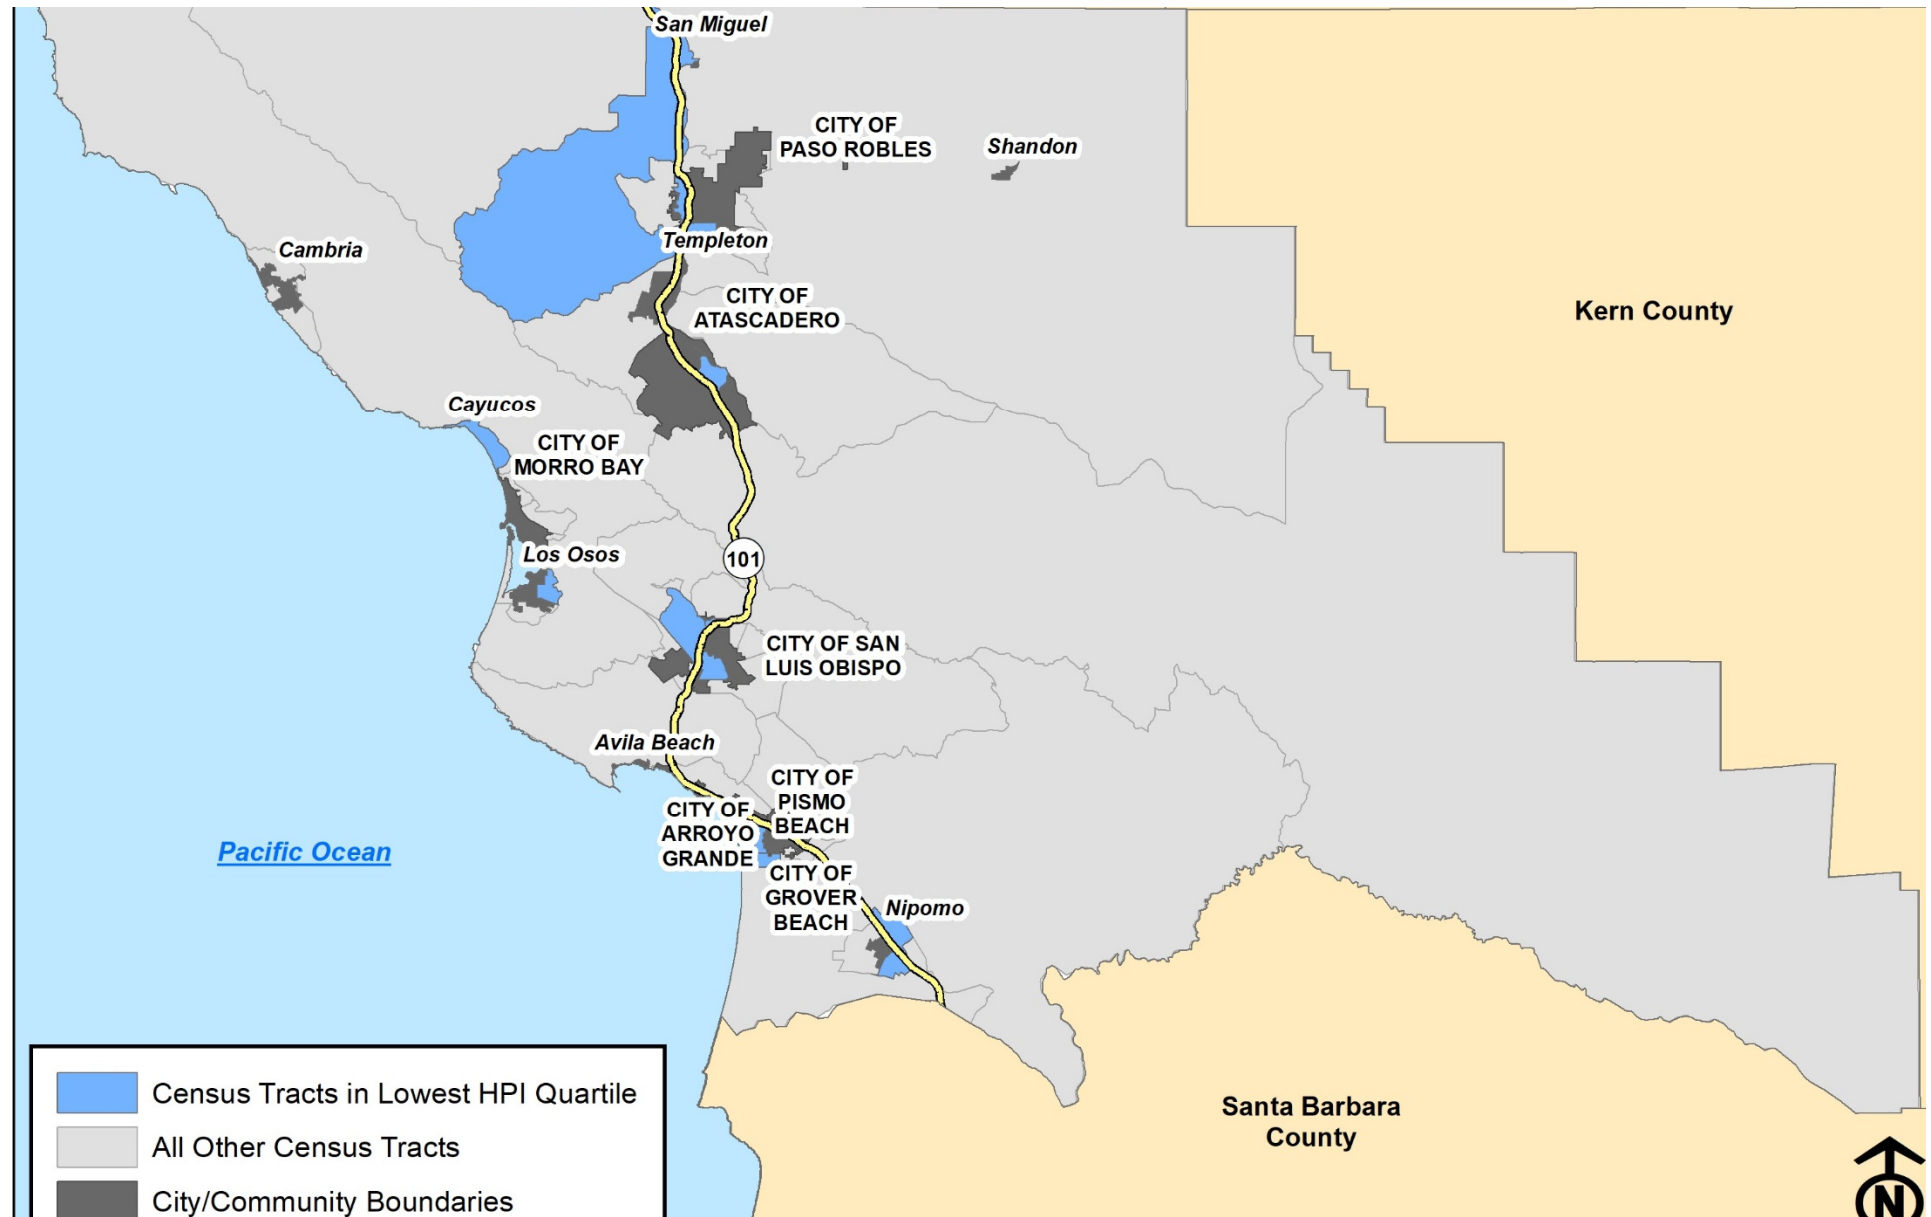 San Miguel
CITY OF
PASO ROBLES
Shandon
Cambria
Templeton
CITY OF
ATASCADERO
Kern County
Cayucos
CITY OF
MORRO BAY
Los Osos
101
CITY OF SAN
LUIS OBISPO
Avila Beach
CITY OF
PISMO
BEACH
CITY OF
ARROYO
GRANDE
Pacific Ocean
CITY OF
GROVER
BEACH
Nipomo
Census Tracts in Lowest HPI Quartile
All Other Census Tracts
City/Community Boundaries
Santa Barbara
County
N